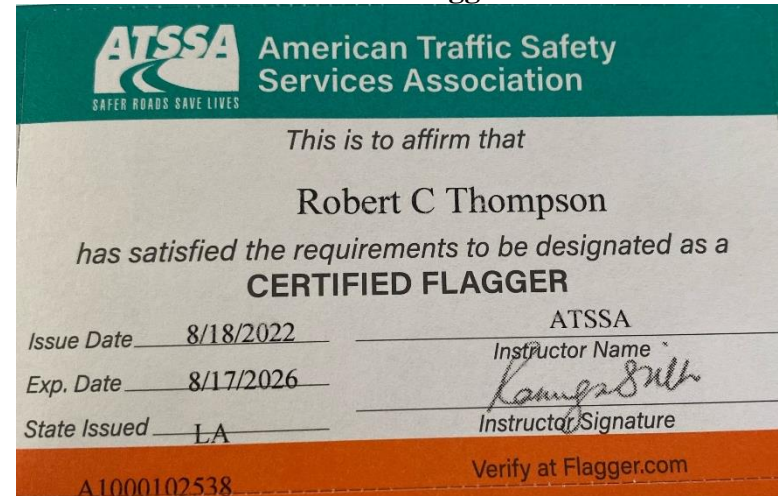 ATSSA
SAFER ROADS SAVE LIVES
American Traffic Safety
Services Association
This is to affirm that
Robert C Thompson
has satisfied the requirements to be designated as a
CERTIFIED FLAGGER
Issue Date 8/18/2022
ATSSA
Instructor Name
Exp. Date 8/17/2026
Instructor Signature
State Issued LA
Verify at Flagger.com
A1000102538